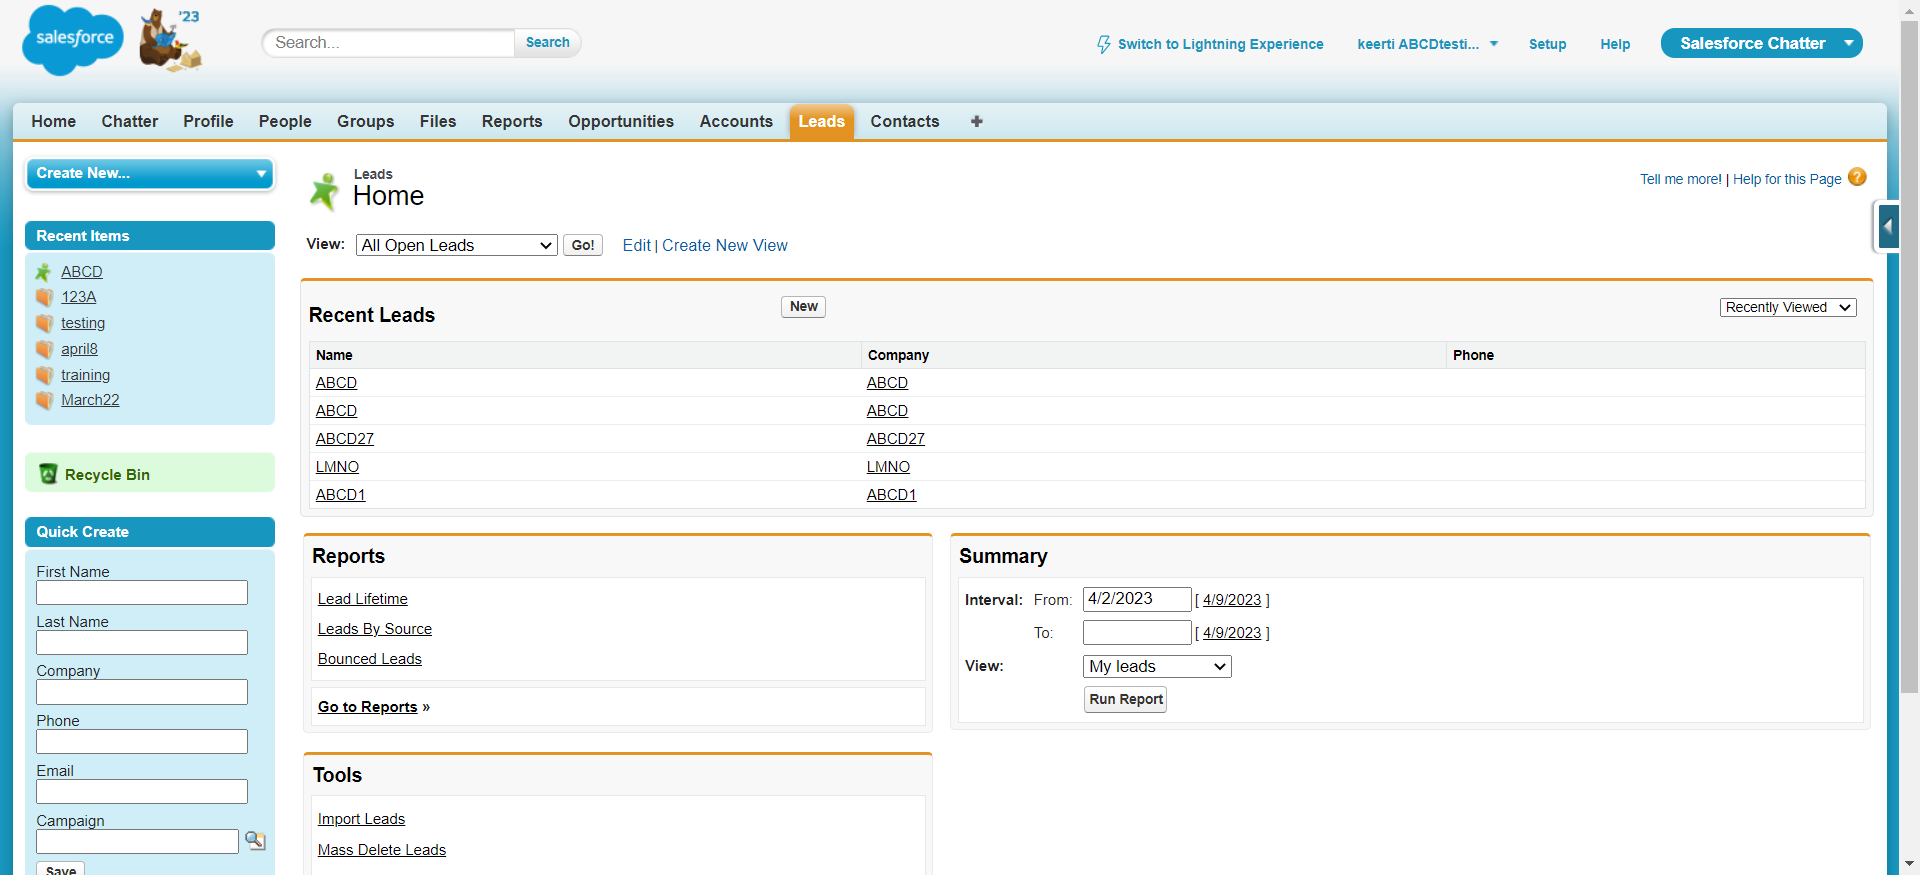 salesforce
'23
Search...
Search
Switch to Lightning Experience
keerti ABCDtesti...
Setup
Help
Salesforce Chatter
Home Chatter Profile People Groups Files Reports Opportunities Accounts Leads Contacts +
Create New...
Recent Items
ABCD
123A
testing
april8
training
March22
Recycle Bin
Quick Create
First Name
Last Name
Company
Phone
Email
Campaign
Save
Leads
Home
Tell me more! | Help for this Page ?
View: All Open Leads Go! Edit | Create New View
Recent Leads
New
Recently Viewed
Name Company Phone
ABCD ABCD
ABCD ABCD
ABCD27 ABCD27
LMNO LMNO
ABCD1 ABCD1
Reports
Lead Lifetime
Leads By Source
Bounced Leads
Go to Reports »
Summary
Interval: From: 4/2/2023 [ 4/9/2023 ]
To: [ 4/9/2023 ]
View: My leads
Run Report
Tools
Import Leads
Mass Delete Leads